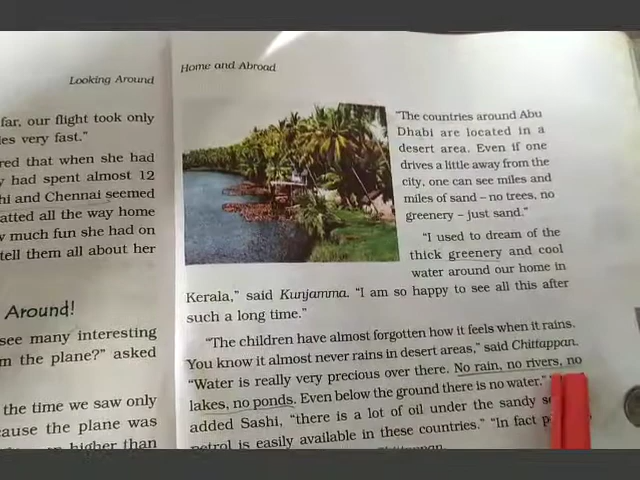 Looking Around
far, our flight took only
es very fast."
red that when she had
had spent almost 12
hi and Chennai seemed
atted all the way home
much fun she had on
tell them all about her
Around!
see many interesting
m the plane?" asked
the time we saw only
ause the plane was
higher than
Home and Abroad
"The countries around Abu
Dhabi are located in a
desert area. Even if one
drives a little away from the
city, one can see miles and
miles of sand – no trees, no
greenery – just sand."
"I used to dream of the
thick greenery and cool
water around our home in
Kerala," said Kunjamma. "I am so happy to see all this after
such a long time."
"The children have almost forgotten how it feels when it rains.
You know it almost never rains in desert areas," said Chittappan.
"Water is really very precious over there. No rain, no rivers, no
lakes, no ponds. Even below the ground there is no water."
added Sashi, "there is a lot of oil under the sandy
petrol is easily available in these countries." "In fact
Chittappan.